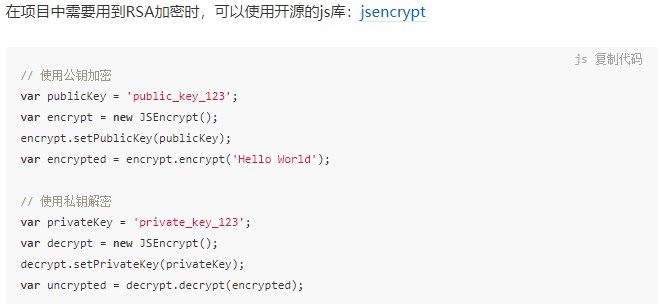 在项目中需要用到RSA加密时，可以使用开源的js库：jsencrypt
js 复制代码
// 使用公钥加密
var publicKey = 'public_key_123';
var encrypt = new JSEncrypt();
encrypt.setPublicKey(publicKey);
var encrypted = encrypt.encrypt('Hello World');
// 使用私钥解密
var privateKey = 'private_key_123';
var decrypt = new JSEncrypt();
decrypt.setPrivateKey(privateKey);
var uncrypted = decrypt.decrypt(encrypted);